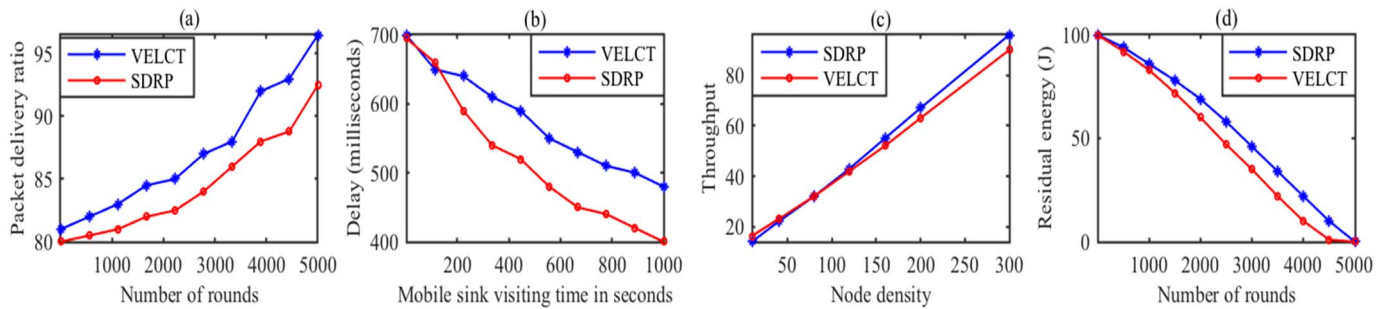 (a)
Packet delivery ratio
95
90
85
80
VELCT
SDRP
1000 2000 3000 4000 5000
Number of rounds
(b)
Delay (milliseconds)
700
600
500
400
VELCT
SDRP
200 400 600 800 1000
Mobile sink visiting time in seconds
(c)
Throughput
80
60
40
20
SDRP
VELCT
50 100 150 200 250 300
Node density
(d)
Residual energy (J)
100
50
0
SDRP
VELCT
1000 2000 3000 4000 5000
Number of rounds